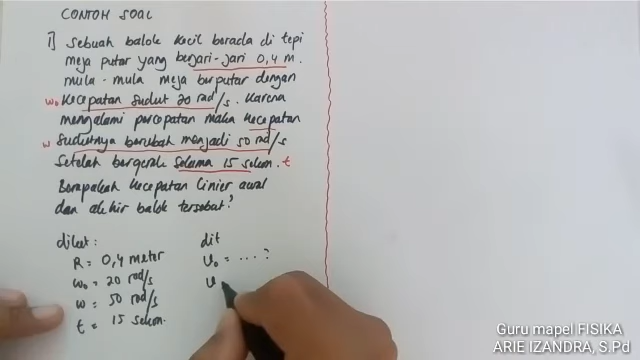 CONTOH SOAL
1] Sebuah balok kecil berada di tepi
meja putar yang berjari-jari 0,4 m.
mula-mula meja berputar dengan
ω₀ kecepatan sudut 20 rad/s. Karena
mengalami percepatan maka kecepatan
ω sudutnya berubah menjadi 50 rad/s
setelah bergerak selama 15 sekon. t
Berapakah kecepatan linier awal
dan akhir balok tersebut?
diket :
R = 0,4 meter
ω₀ = 20 rad/s
ω = 50 rad/s
t = 15 sekon.
dit
v₀ = ... ?
v
Guru mapel FISIKA
ARIE IZANDRA, S.Pd